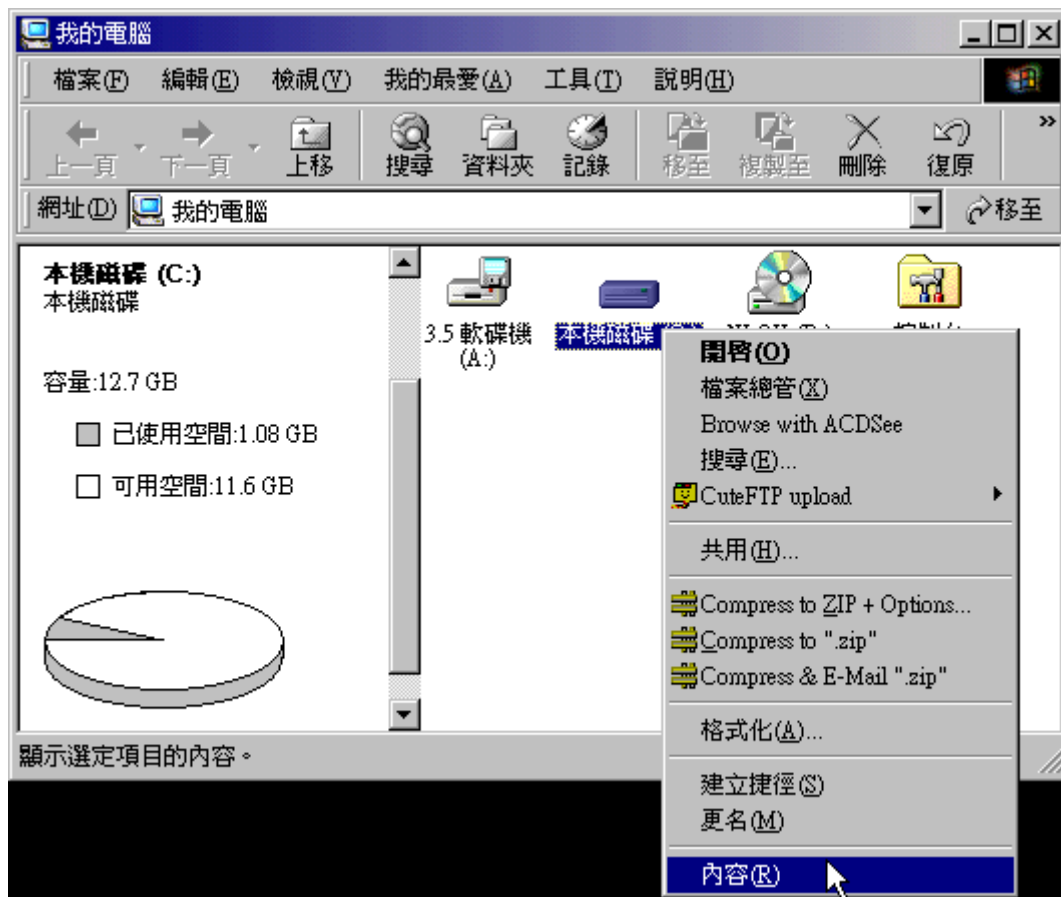 我的電腦
檔案(F) 編輯(E) 檢視(V) 我的最愛(A) 工具(T) 說明(H)
上一頁 下一頁 上移 搜尋 資料夾 記錄 移至 複製至 刪除 復原 »
網址(D) 我的電腦 移至
本機磁碟 (C:)
本機磁碟
容量:12.7 GB
已使用空間:1.08 GB
可用空間:11.6 GB
3.5 軟碟機
(A:)
本機磁碟
開啓(O)
檔案總管(X)
Browse with ACDSee
搜尋(E)...
CuteFTP upload
共用(H)...
Compress to ZIP + Options...
Compress to ".zip"
Compress & E-Mail ".zip"
格式化(A)...
建立捷徑(S)
更名(M)
內容(R)
顯示選定項目的內容。